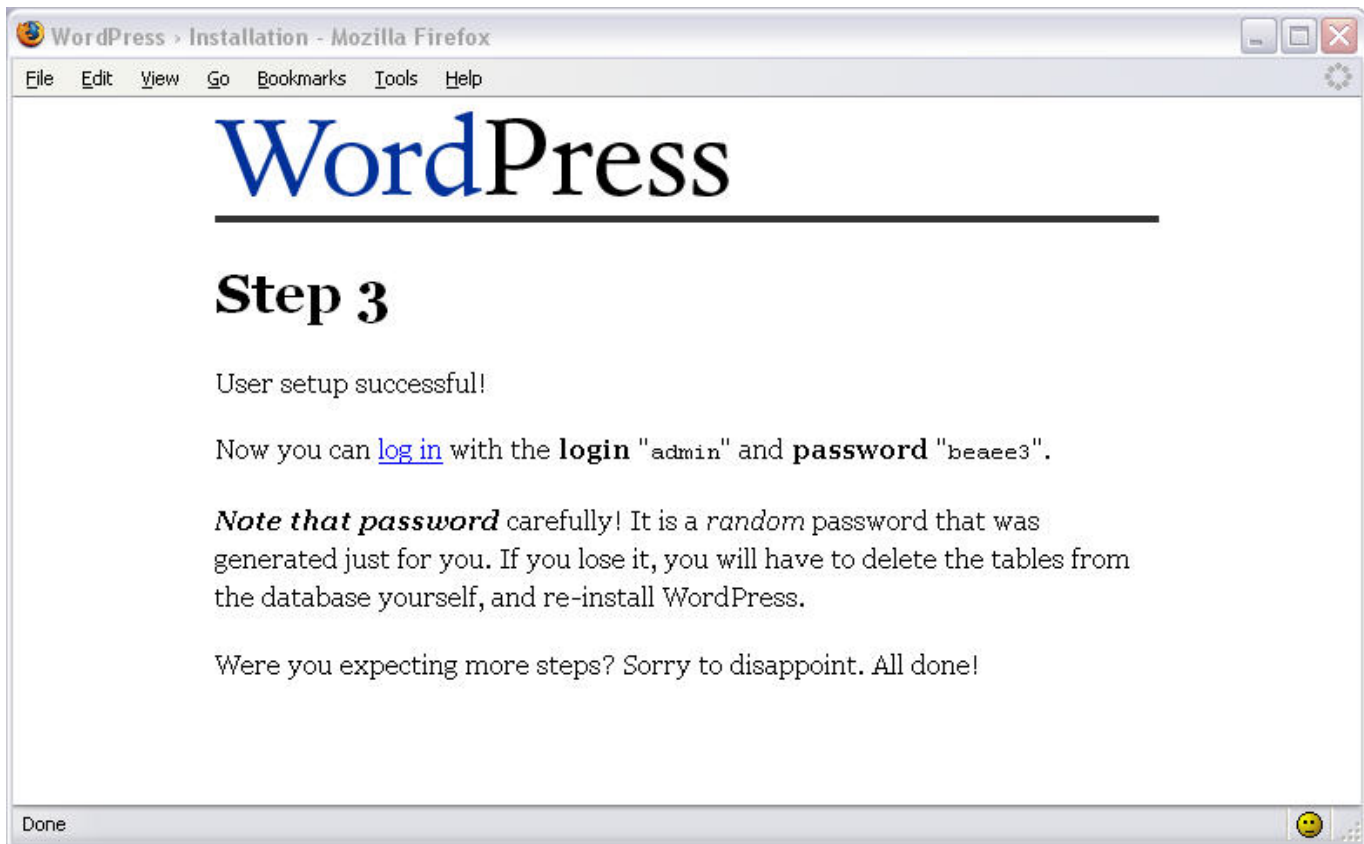 WordPress › Installation - Mozilla Firefox
File Edit View Go Bookmarks Tools Help
WordPress
Step 3
User setup successful!
Now you can log in with the login "admin" and password "beaee3".
Note that password carefully! It is a random password that was
generated just for you. If you lose it, you will have to delete the tables from
the database yourself, and re-install WordPress.
Were you expecting more steps? Sorry to disappoint. All done!
Done